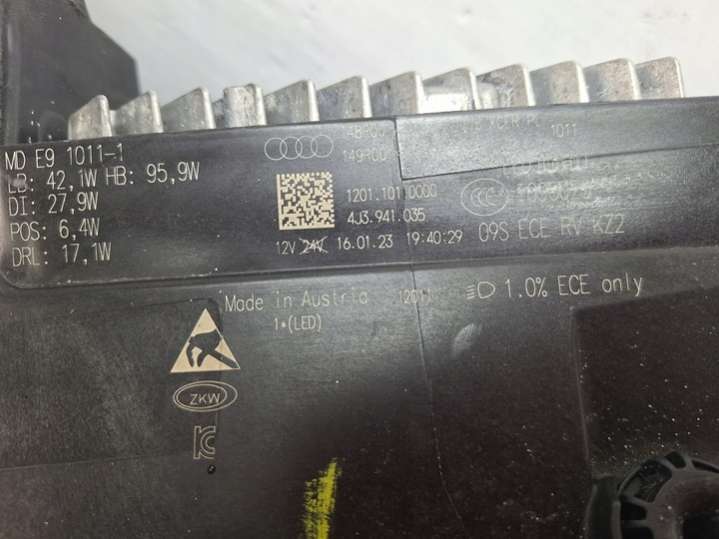 MD E9 1011-1
LB: 42,1W HB: 95,9W
DI: 27,9W
POS: 6,4W
DRL: 17,1W
1011
1201.10110000
4J3.941.035
12V 24V 16.01.23 19:40:29 09S ECE RV KZ2
Made in Austria
1*(LED)
1.0% ECE only
ZKW